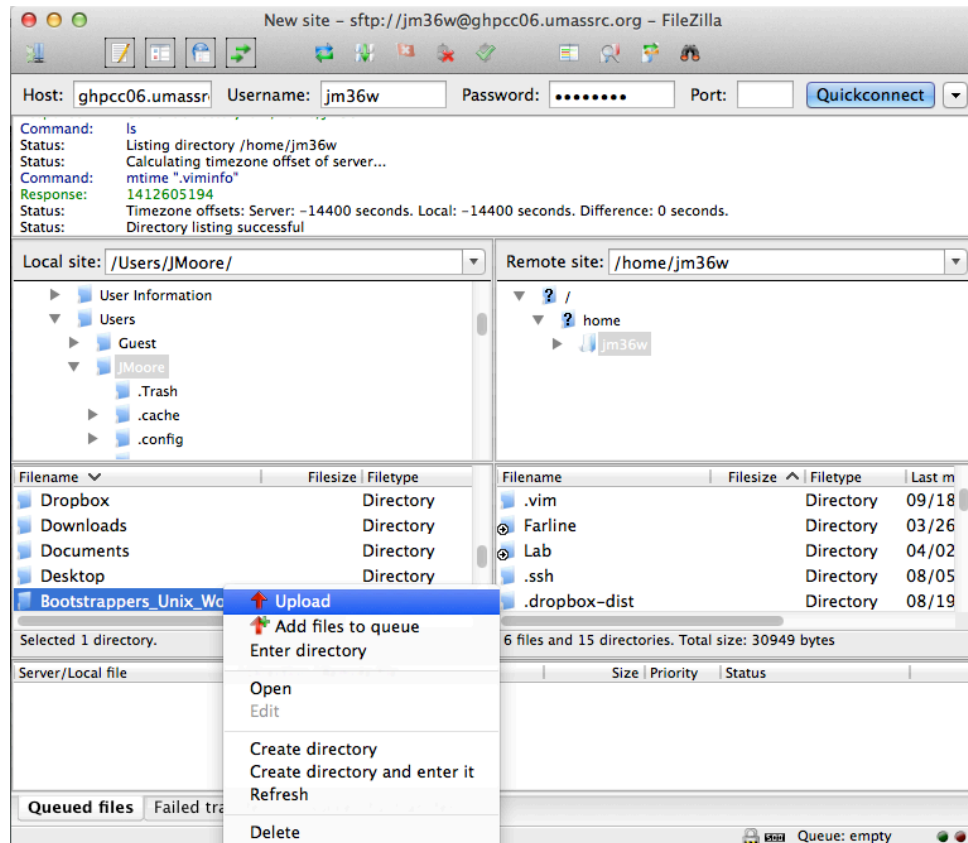 New site – sftp://jm36w@ghpcc06.umassrc.org – FileZilla
Host: ghpcc06.umassr Username: jm36w Password: •••••••• Port: Quickconnect
Command: ls
Status: Listing directory /home/jm36w
Status: Calculating timezone offset of server...
Command: mtime ".viminfo"
Response: 1412605194
Status: Timezone offsets: Server: −14400 seconds. Local: −14400 seconds. Difference: 0 seconds.
Status: Directory listing successful
Local site: /Users/JMoore/
User Information
Users
Guest
JMoore
.Trash
.cache
.config
Remote site: /home/jm36w
/
home
jm36w
Filename Filesize Filetype
Dropbox Directory
Downloads Directory
Documents Directory
Desktop Directory
Bootstrappers_Unix_Wo
Selected 1 directory.
Filename Filesize Filetype Last m
.vim Directory 09/18
Farline Directory 03/26
Lab Directory 04/02
.ssh Directory 08/05
.dropbox-dist Directory 08/19
6 files and 15 directories. Total size: 30949 bytes
Upload
Add files to queue
Enter directory
Open
Edit
Create directory
Create directory and enter it
Refresh
Delete
Server/Local file Size Priority Status
Queued files Failed tra
Queue: empty